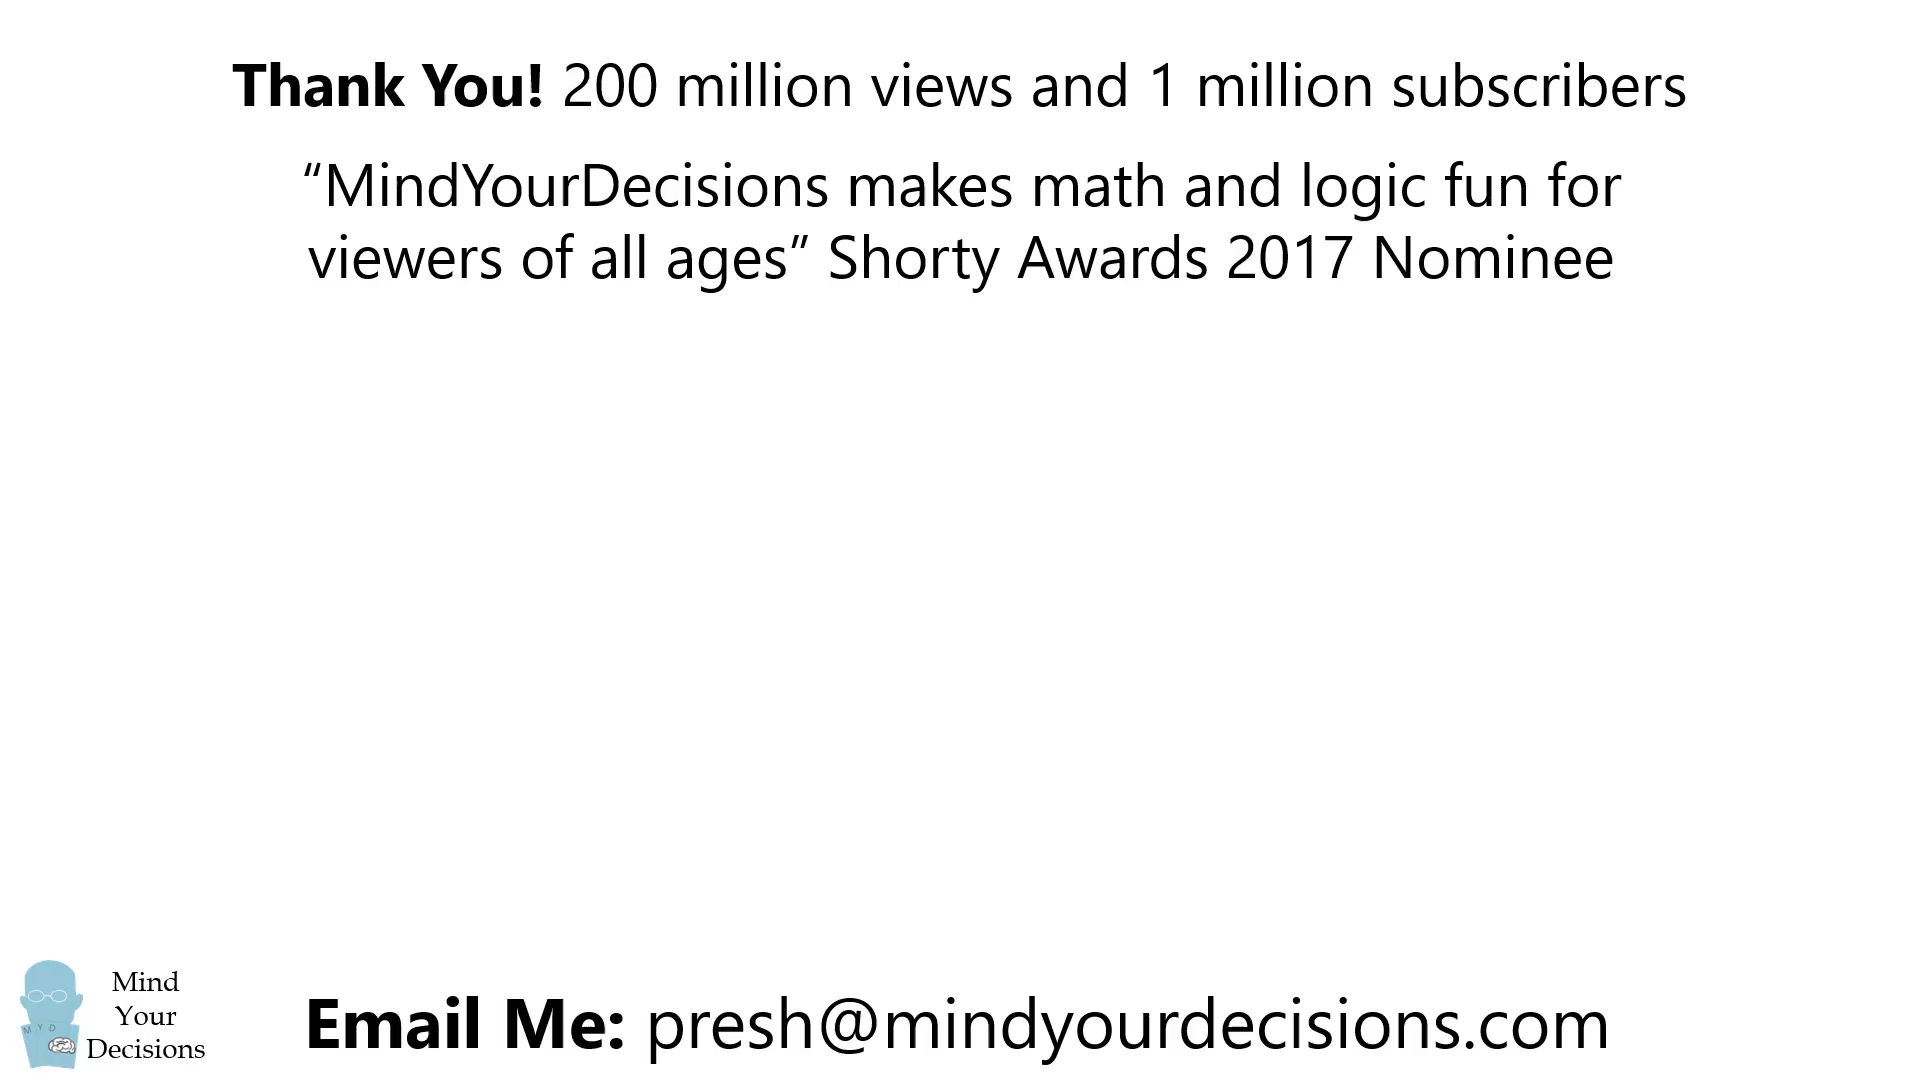 Thank You! 200 million views and 1 million subscribers
“MindYourDecisions makes math and logic fun for
viewers of all ages” Shorty Awards 2017 Nominee
Mind
Your
Decisions
M Y D
Email Me: presh@mindyourdecisions.com